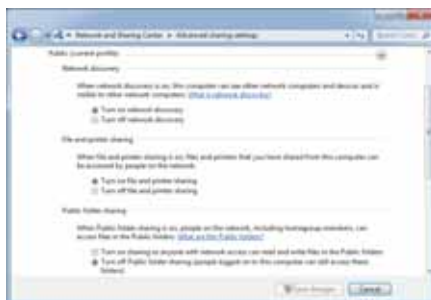 Network and Sharing Center ▸ Advanced sharing settings
Public (current profile)
Network discovery
When network discovery is on, this computer can see other network computers and devices and is
visible to other network computers. What is network discovery?
Turn on network discovery
Turn off network discovery
File and printer sharing
When file and printer sharing is on, files and printers that you have shared from this computer can
be accessed by people on the network.
Turn on file and printer sharing
Turn off file and printer sharing
Public folder sharing
When Public folder sharing is on, people on the network, including homegroup members, can
access files in the Public folders. What are the Public folders?
Turn on sharing so anyone with network access can read and write files in the Public folders
Turn off Public folder sharing (people logged on to this computer can still access these
folders)
Save changes
Cancel